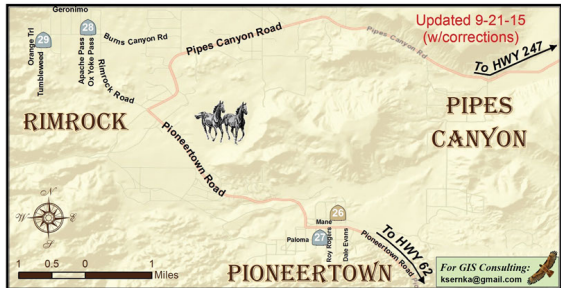 Geronimo
Updated 9-21-15
(w/corrections)
28
29
Orange Trl
Tumbleweed
Apache Pass
Ox Yoke Pass
Burns Canyon Rd
Rimrock Road
Pipes Canyon Road
Pipes Canyon Rd
To HWY 247
RIMROCK
PIPES
CANYON
Pioneertown Road
N
W
E
S
26
Mane
27
Paloma
Roy Rogers
Dale Evans
To HWY 62
Pioneertown Road
PIONEERTOWN
1 0.5 0 1
Miles
For GIS Consulting:
ksernka@gmail.com